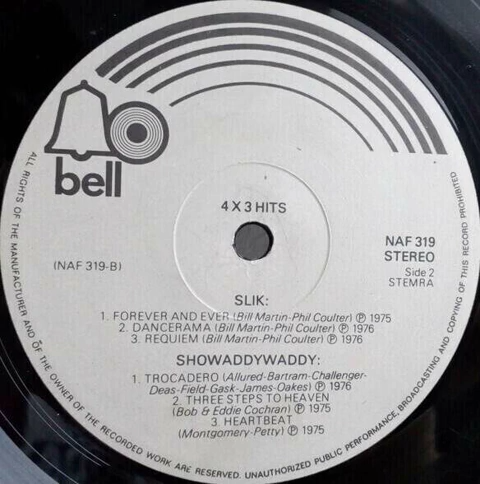 bell
4 X 3 HITS
(NAF 319-B)
NAF 319
STEREO
Side 2
STEMRA
SLIK:
1. FOREVER AND EVER (Bill Martin-Phil Coulter) Ⓟ 1975
2. DANCERAMA (Bill Martin-Phil Coulter) Ⓟ 1976
3. REQUIEM (Bill Martin-Phil Coulter) Ⓟ 1976
SHOWADDYWADDY:
1. TROCADERO (Allured-Bartram-Challenger-
Deas-Field-Gask-James-Oakes) Ⓟ 1976
2. THREE STEPS TO HEAVEN
(Bob & Eddie Cochran) Ⓟ 1975
3. HEARTBEAT
(Montgomery-Petty) Ⓟ 1975
ALL RIGHTS OF THE MANUFACTURER AND OF THE OWNER OF THE RECORDED WORK ARE RESERVED. UNAUTHORIZED PUBLIC PERFORMANCE, BROADCASTING AND COPYING OF THIS RECORD PROHIBITED